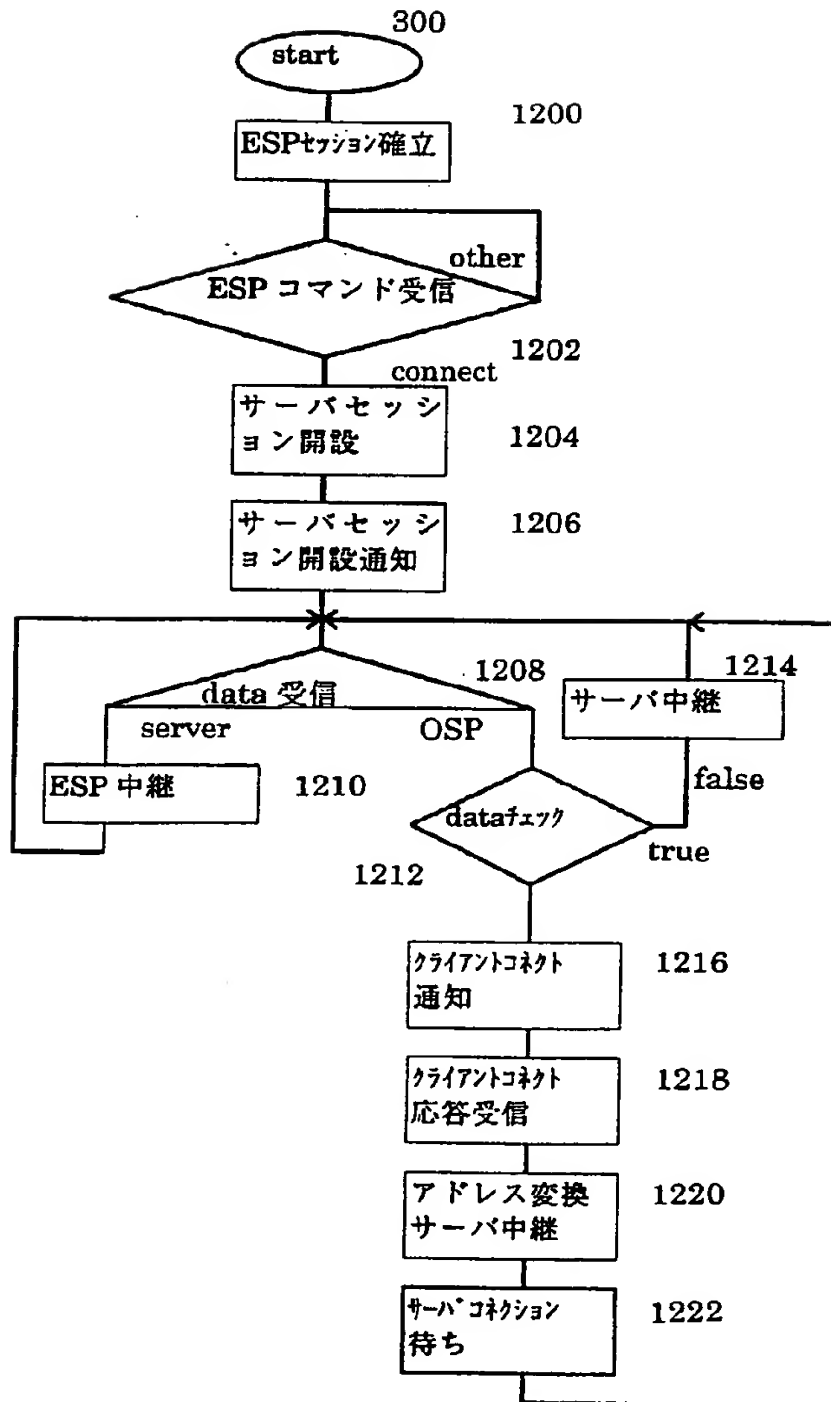 300
start
1200
ESPｾｯｼｮﾝ確立
other
ESP コマンド受信
1202
connect
サーバセッシ
ョン開設
1204
サーバセッシ
ョン開設通知
1206
data 受信
1208
server
OSP
1214
サーバ中継
ESP 中継
1210
false
dataﾁｪｯｸ
true
1212
ｸﾗｲｱﾝﾄｺﾈｸﾄ
通知
1216
ｸﾗｲｱﾝﾄｺﾈｸﾄ
応答受信
1218
アドレス変換
サーバ中継
1220
ｻｰﾊﾞｺﾈｸｼｮﾝ
待ち
1222